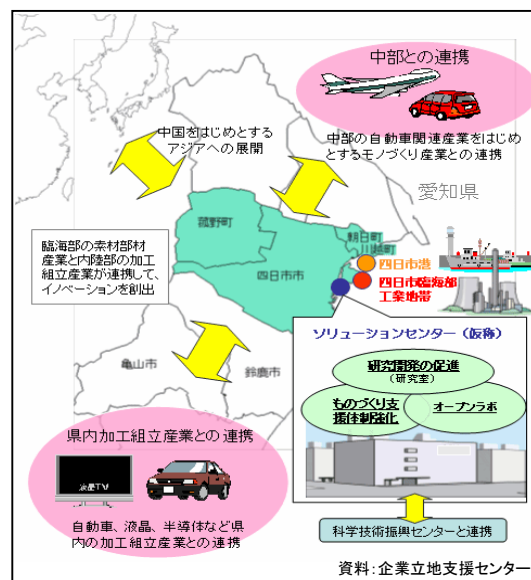 中部との連携
中部の自動車関連産業をはじめ
とするモノづくり産業との連携
中国をはじめとする
アジアへの展開
愛知県
菰野町
朝日町
川越町
四日市市
四日市港
四日市臨海部
工業地帯
臨海部の素材部材
産業と内陸部の加工
組立産業が連携して、
イノベーションを創出
亀山市
鈴鹿市
ソリューションセンター（仮称）
研究開発の促進
（研究室）
ものづくり支
援体制強化
オープンラボ
県内加工組立産業との連携
液晶TV
自動車、液晶、半導体など県
内の加工組立産業との連携
科学技術振興センターと連携
資料：企業立地支援センター